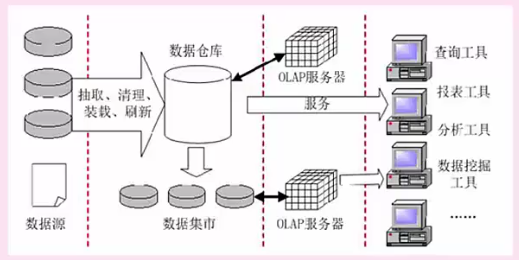 数据仓库
OLAP服务器
查询工具
抽取、清理、
装载、刷新
服务
报表工具
分析工具
数据挖掘
工具
数据源
数据集市
OLAP服务器
……